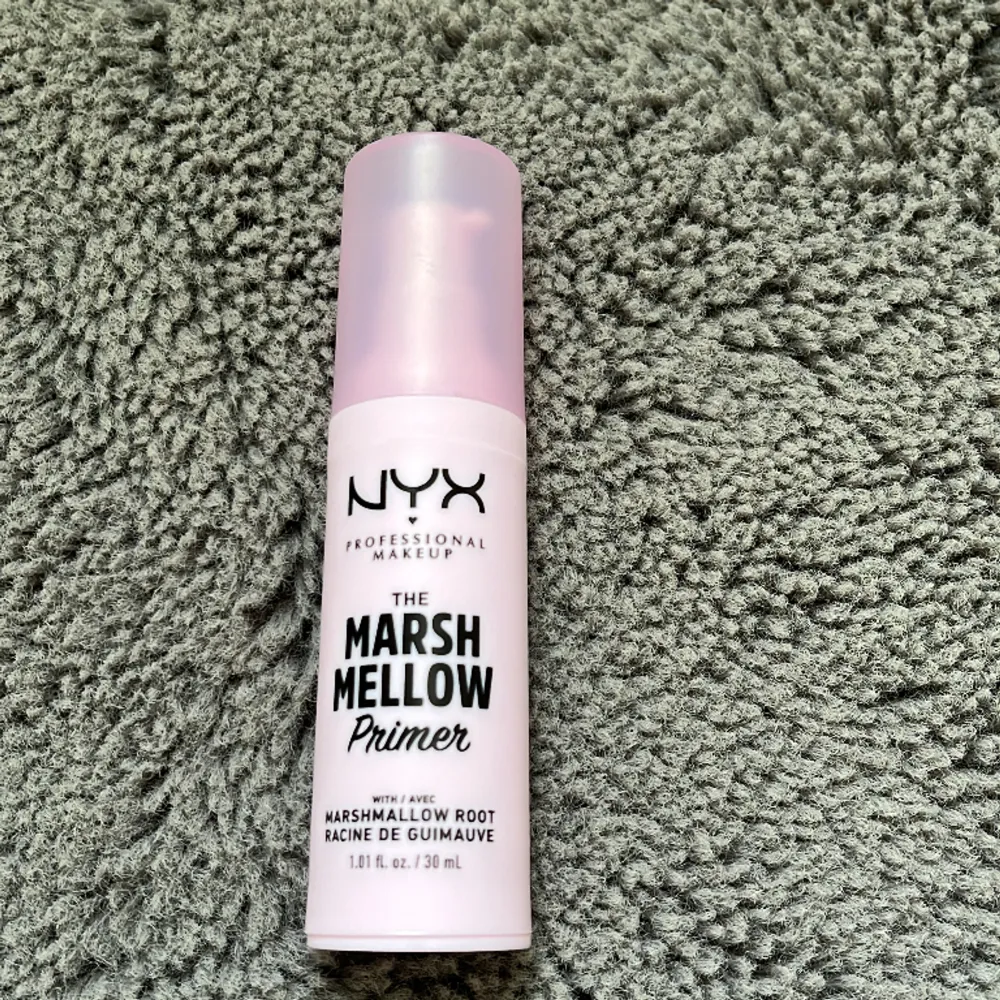 NYX
PROFESSIONAL
MAKEUP
THE
MARSH
MELLOW
Primer
WITH / AVEC
MARSHMALLOW ROOT
RACINE DE GUIMAUVE
1.01 fl. oz. / 30 mL